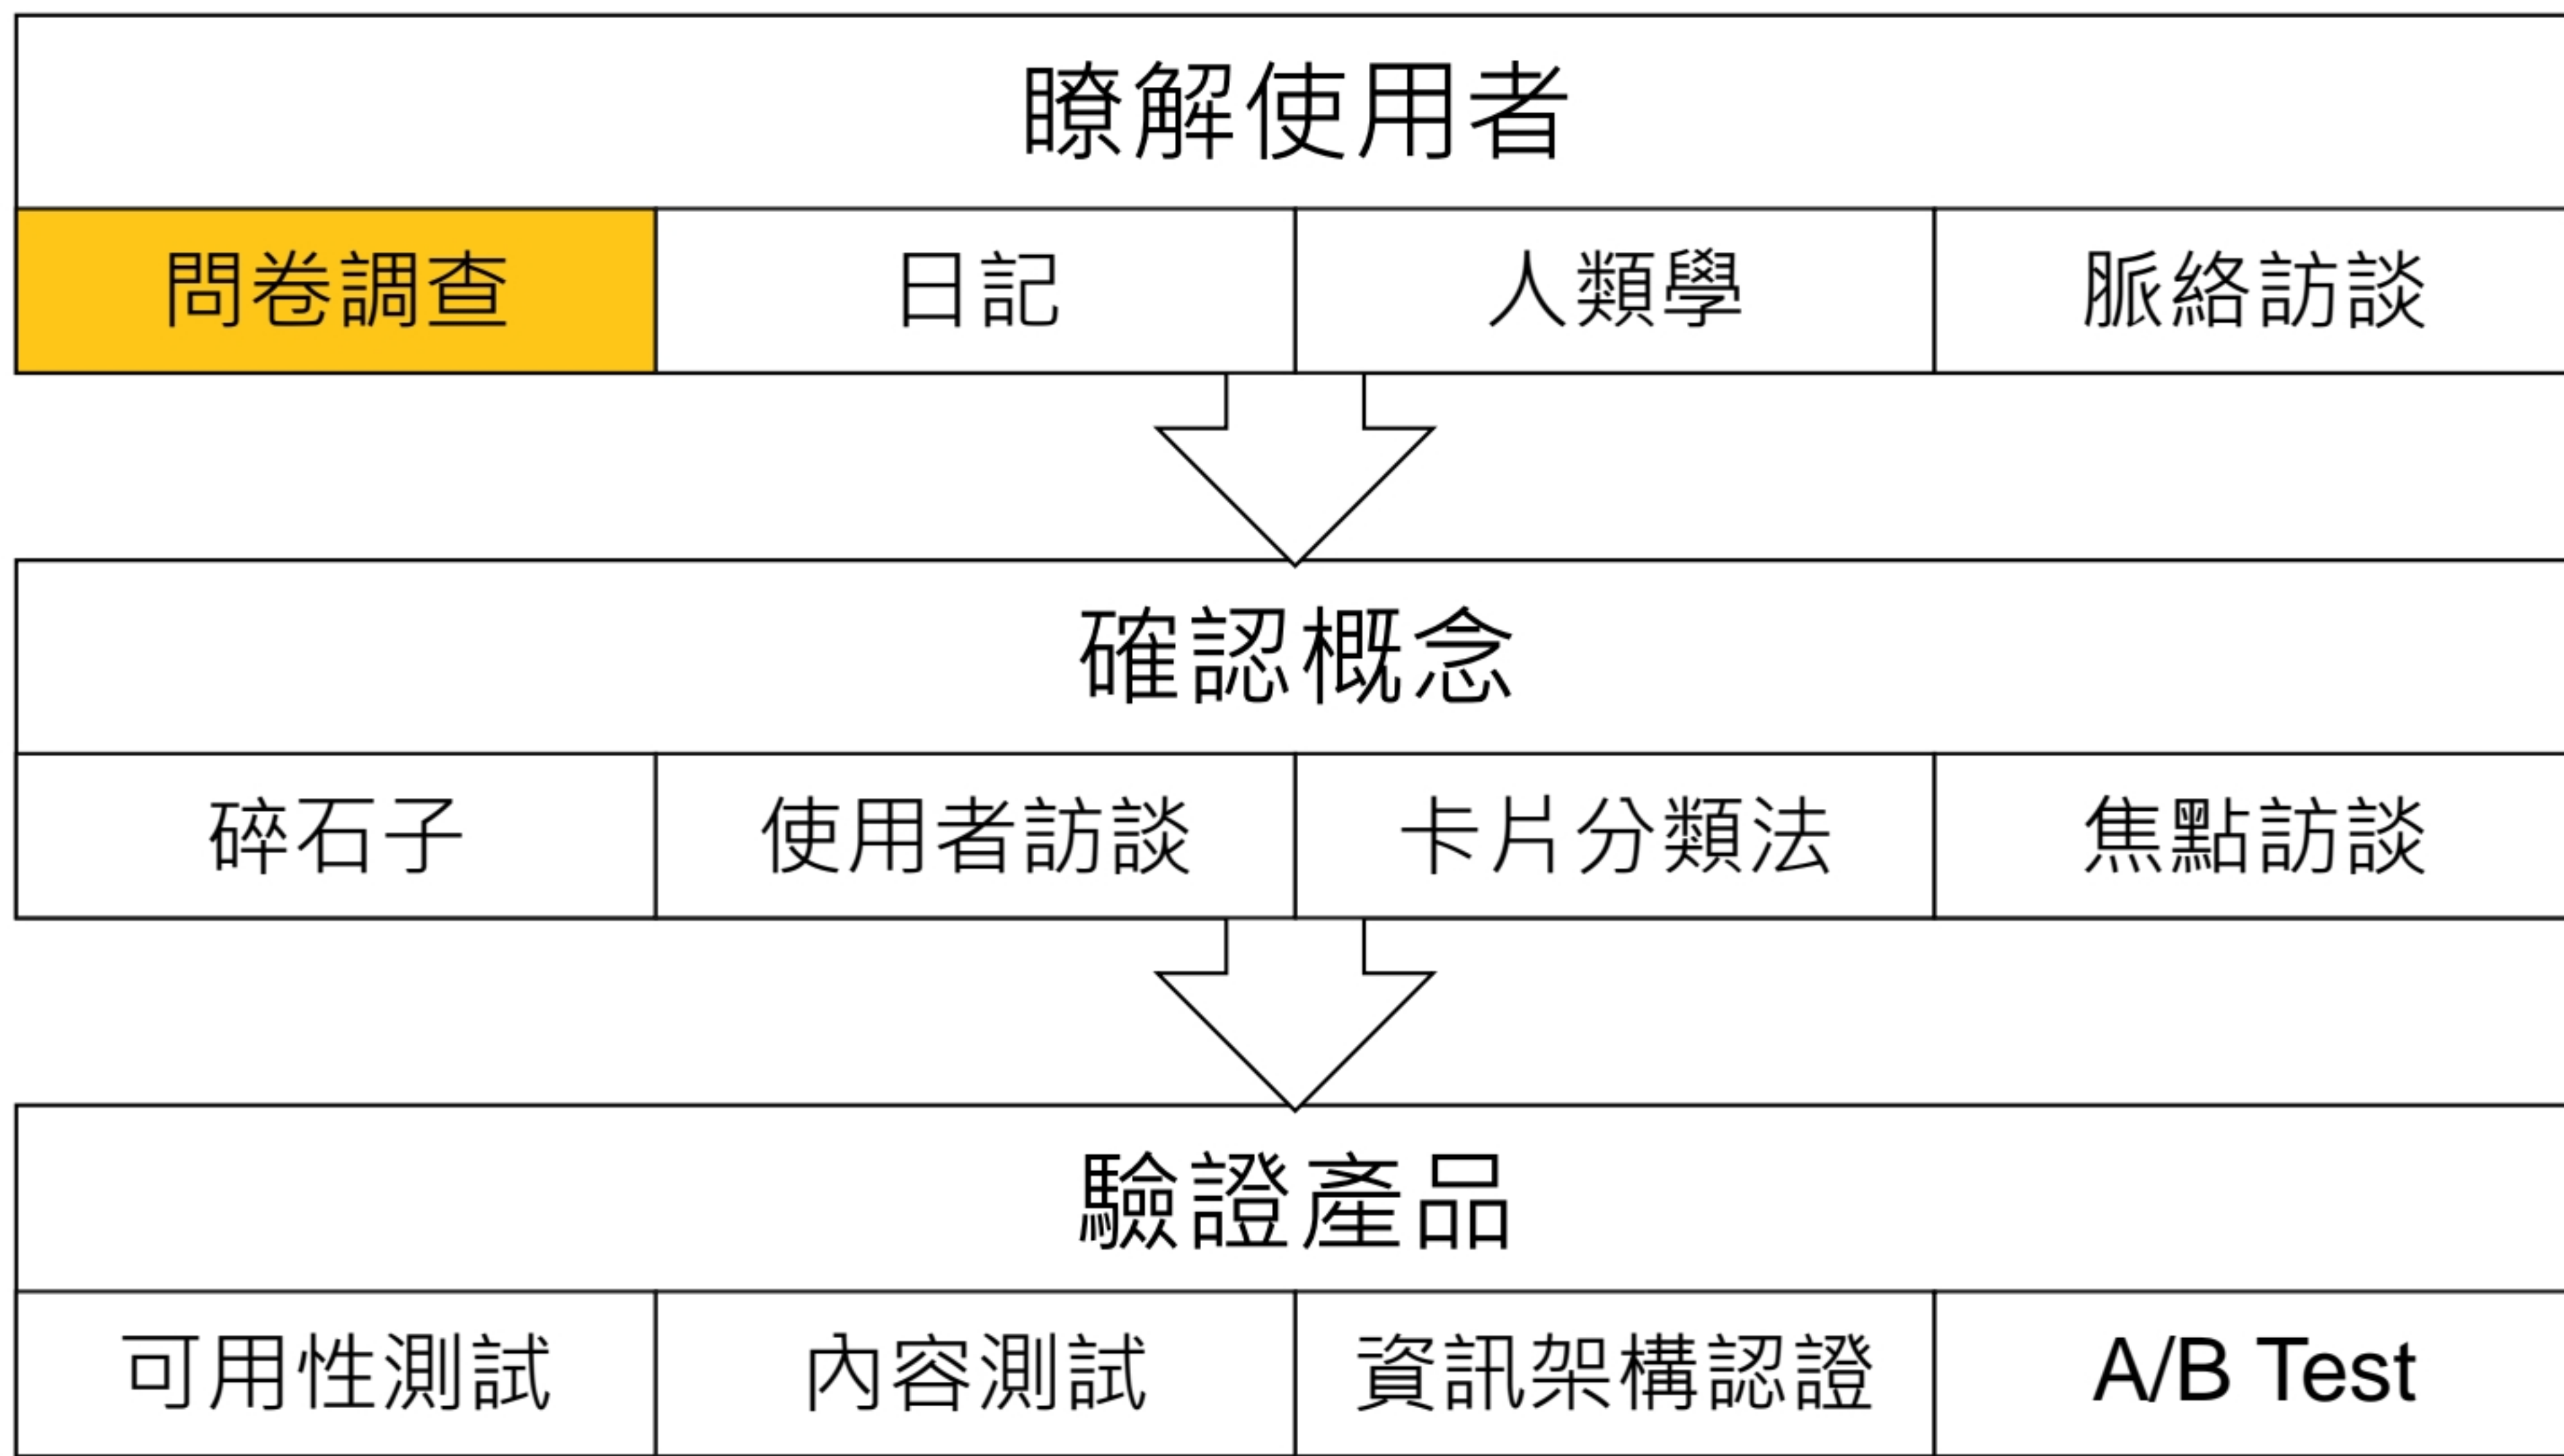 瞭解使用者
問卷調查 日記 人類學 脈絡訪談
確認概念
碎石子 使用者訪談 卡片分類法 焦點訪談
驗證產品
可用性測試 內容測試 資訊架構認證 A/B Test